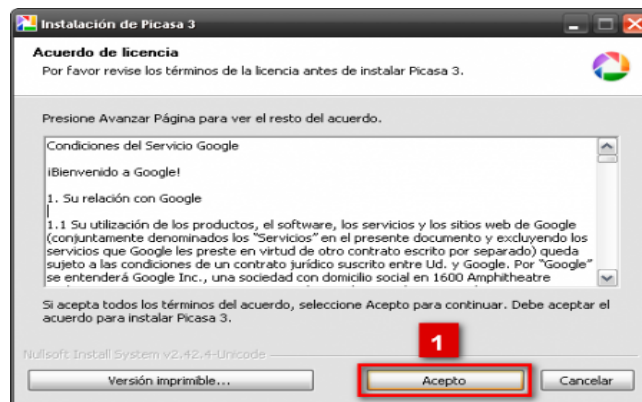 Instalación de Picasa 3
Acuerdo de licencia
Por favor revise los términos de la licencia antes de instalar Picasa 3.
Presione Avanzar Página para ver el resto del acuerdo.
Condiciones del Servicio Google
¡Bienvenido a Google!
1. Su relación con Google
1.1 Su utilización de los productos, el software, los servicios y los sitios web de Google
(conjuntamente denominados los "Servicios" en el presente documento y excluyendo los
servicios que Google les preste en virtud de otro contrato escrito por separado) queda
sujeto a las condiciones de un contrato jurídico suscrito entre Ud. y Google. Por "Google"
se entenderá Google Inc., una sociedad con domicilio social en 1600 Amphitheatre
Si acepta todos los términos del acuerdo, seleccione Acepto para continuar. Debe aceptar el
acuerdo para instalar Picasa 3.
1
Nullsoft Install System v2.42.4-Unicode
Versión imprimible...
Acepto
Cancelar